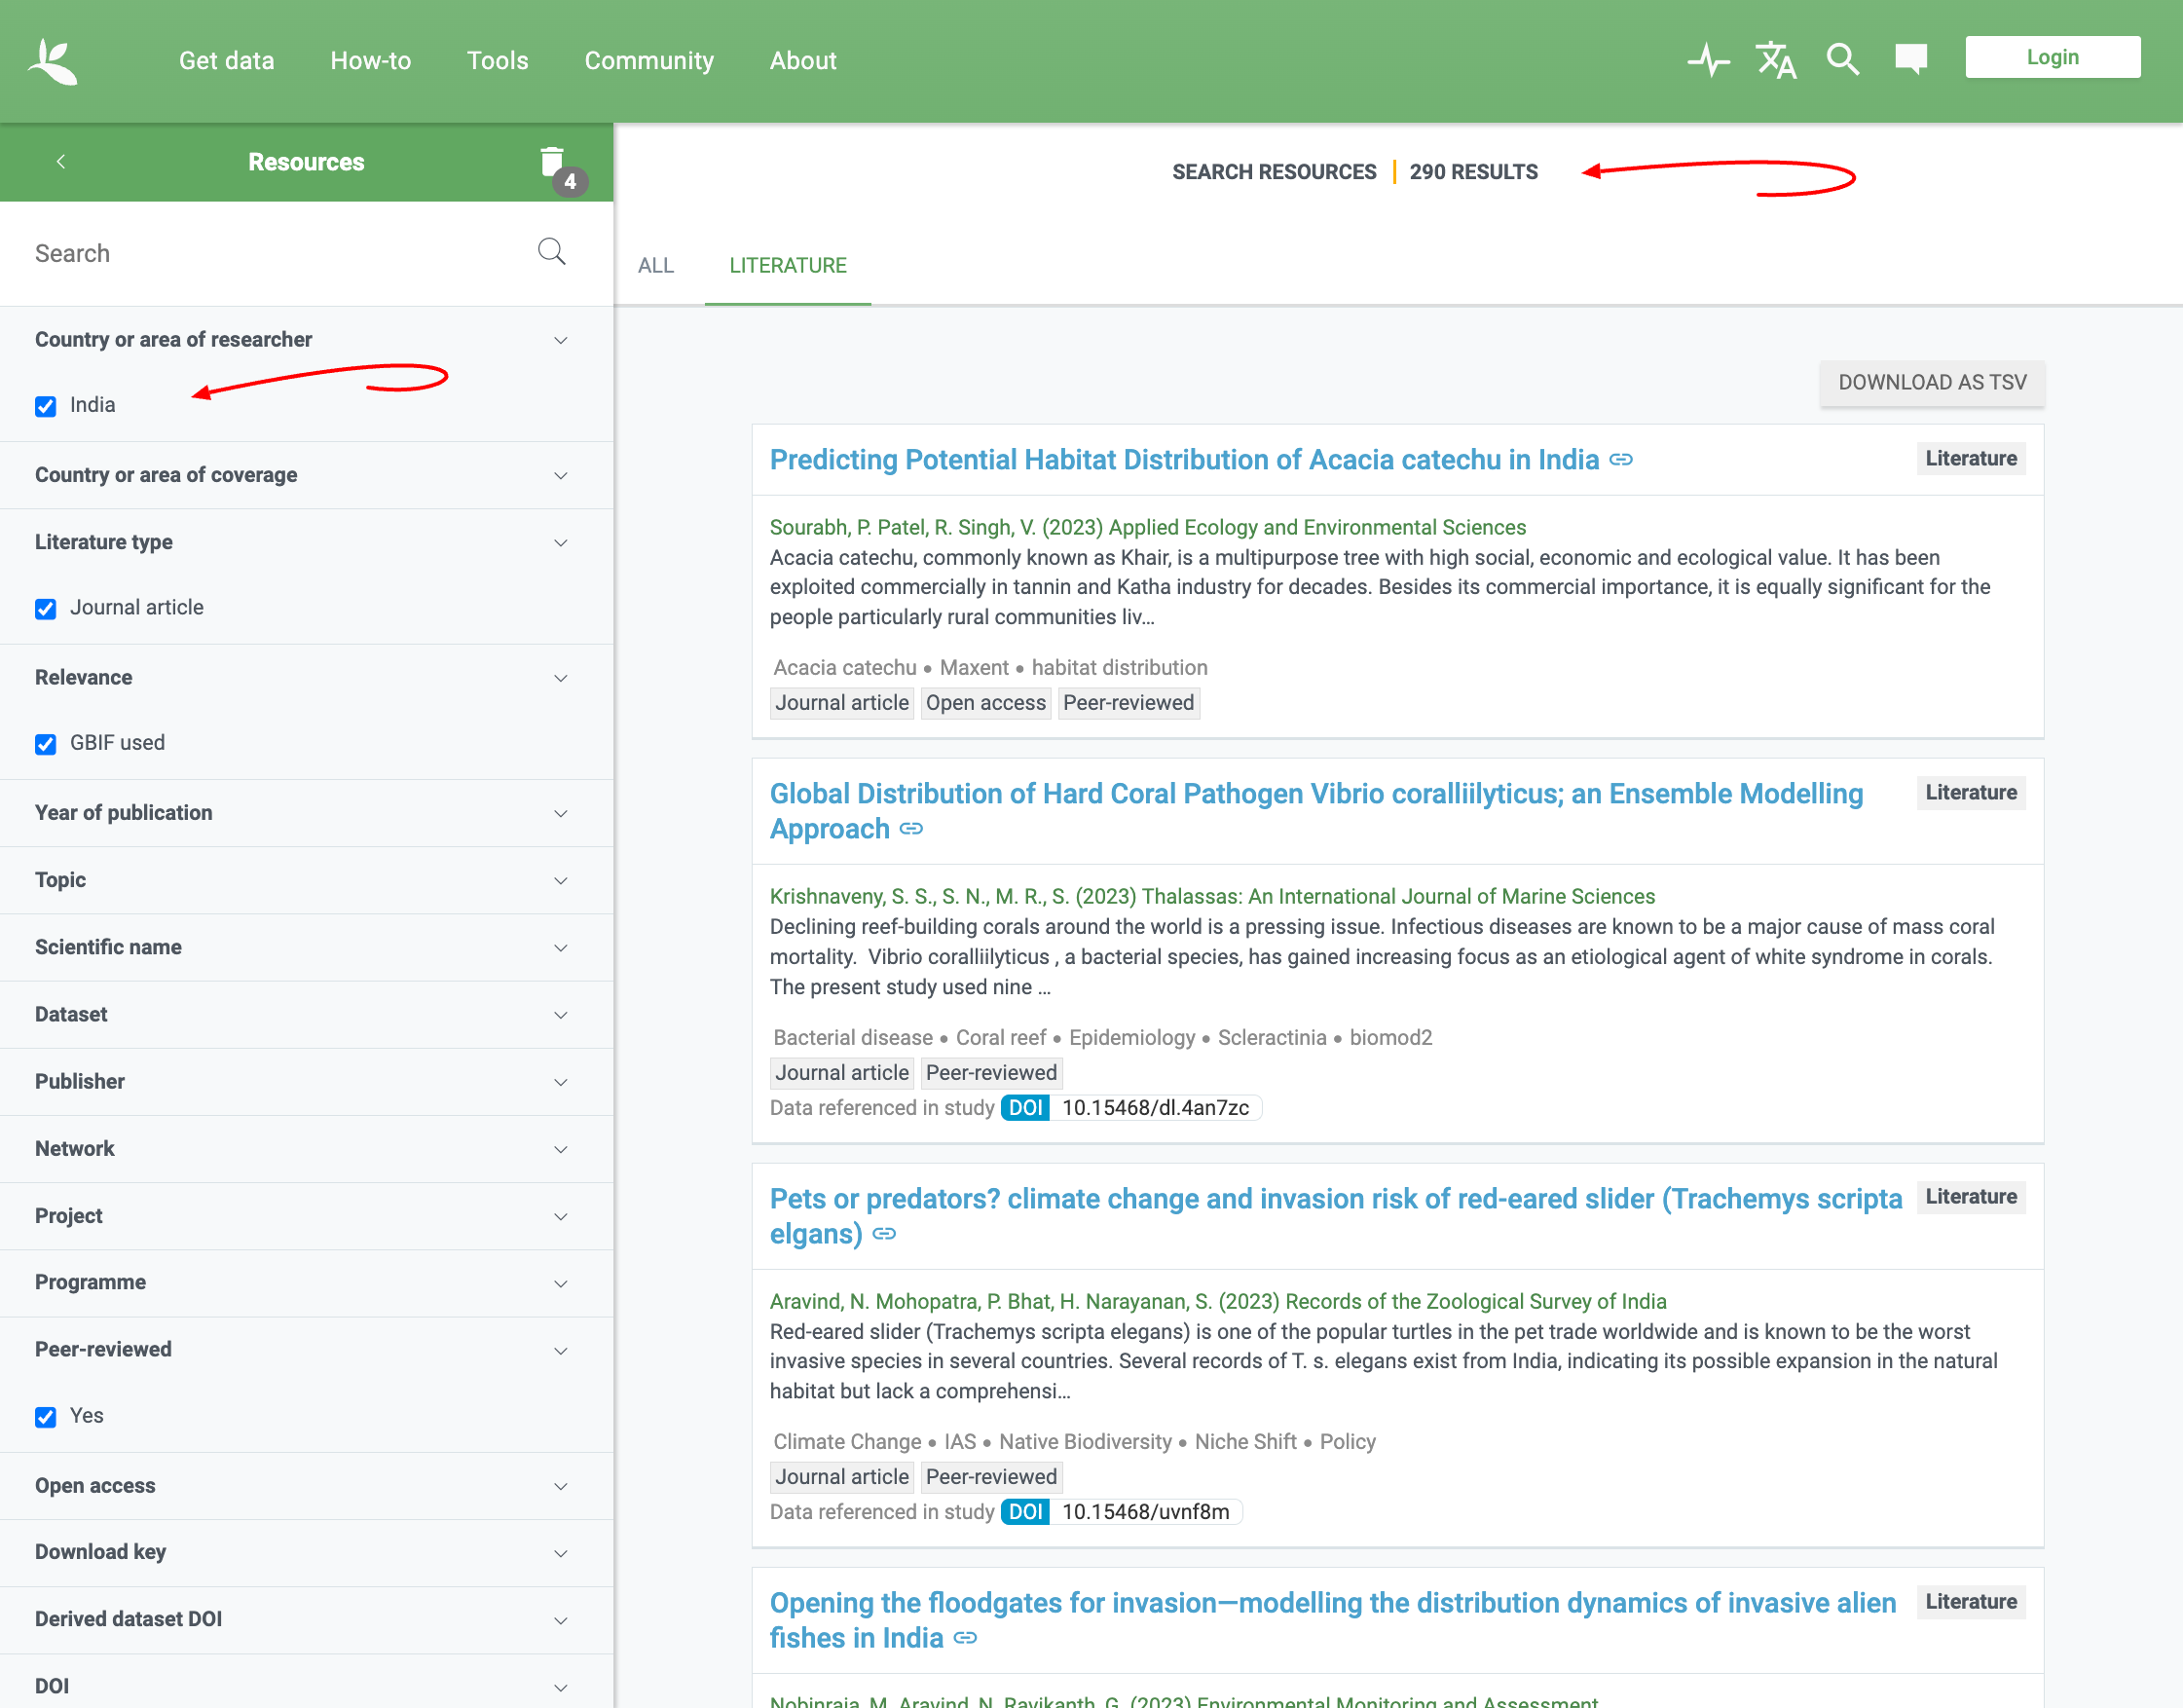 Get data How-to Tools Community About Login
Resources
4
Search
Country or area of researcher
India
Country or area of coverage
Literature type
Journal article
Relevance
GBIF used
Year of publication
Topic
Scientific name
Dataset
Publisher
Network
Project
Programme
Peer-reviewed
Yes
Open access
Download key
Derived dataset DOI
DOI
SEARCH RESOURCES | 290 RESULTS
ALL LITERATURE
DOWNLOAD AS TSV
Predicting Potential Habitat Distribution of Acacia catechu in India Literature
Sourabh, P. Patel, R. Singh, V. (2023) Applied Ecology and Environmental Sciences
Acacia catechu, commonly known as Khair, is a multipurpose tree with high social, economic and ecological value. It has been
exploited commercially in tannin and Katha industry for decades. Besides its commercial importance, it is equally significant for the
people particularly rural communities liv...
Acacia catechu • Maxent • habitat distribution
Journal article Open access Peer-reviewed
Global Distribution of Hard Coral Pathogen Vibrio coralliilyticus; an Ensemble Modelling Literature
Approach
Krishnaveny, S. S., S. N., M. R., S. (2023) Thalassas: An International Journal of Marine Sciences
Declining reef-building corals around the world is a pressing issue. Infectious diseases are known to be a major cause of mass coral
mortality. Vibrio coralliilyticus , a bacterial species, has gained increasing focus as an etiological agent of white syndrome in corals.
The present study used nine ...
Bacterial disease • Coral reef • Epidemiology • Scleractinia • biomod2
Journal article Peer-reviewed
Data referenced in study DOI 10.15468/dl.4an7zc
Pets or predators? climate change and invasion risk of red-eared slider (Trachemys scripta Literature
elgans)
Aravind, N. Mohopatra, P. Bhat, H. Narayanan, S. (2023) Records of the Zoological Survey of India
Red-eared slider (Trachemys scripta elegans) is one of the popular turtles in the pet trade worldwide and is known to be the worst
invasive species in several countries. Several records of T. s. elegans exist from India, indicating its possible expansion in the natural
habitat but lack a comprehensi...
Climate Change • IAS • Native Biodiversity • Niche Shift • Policy
Journal article Peer-reviewed
Data referenced in study DOI 10.15468/uvnf8m
Opening the floodgates for invasion—modelling the distribution dynamics of invasive alien Literature
fishes in India
Nobinraja, M. Aravind, N. Ravikanth, G. (2023) Environmental Monitoring and Assessment